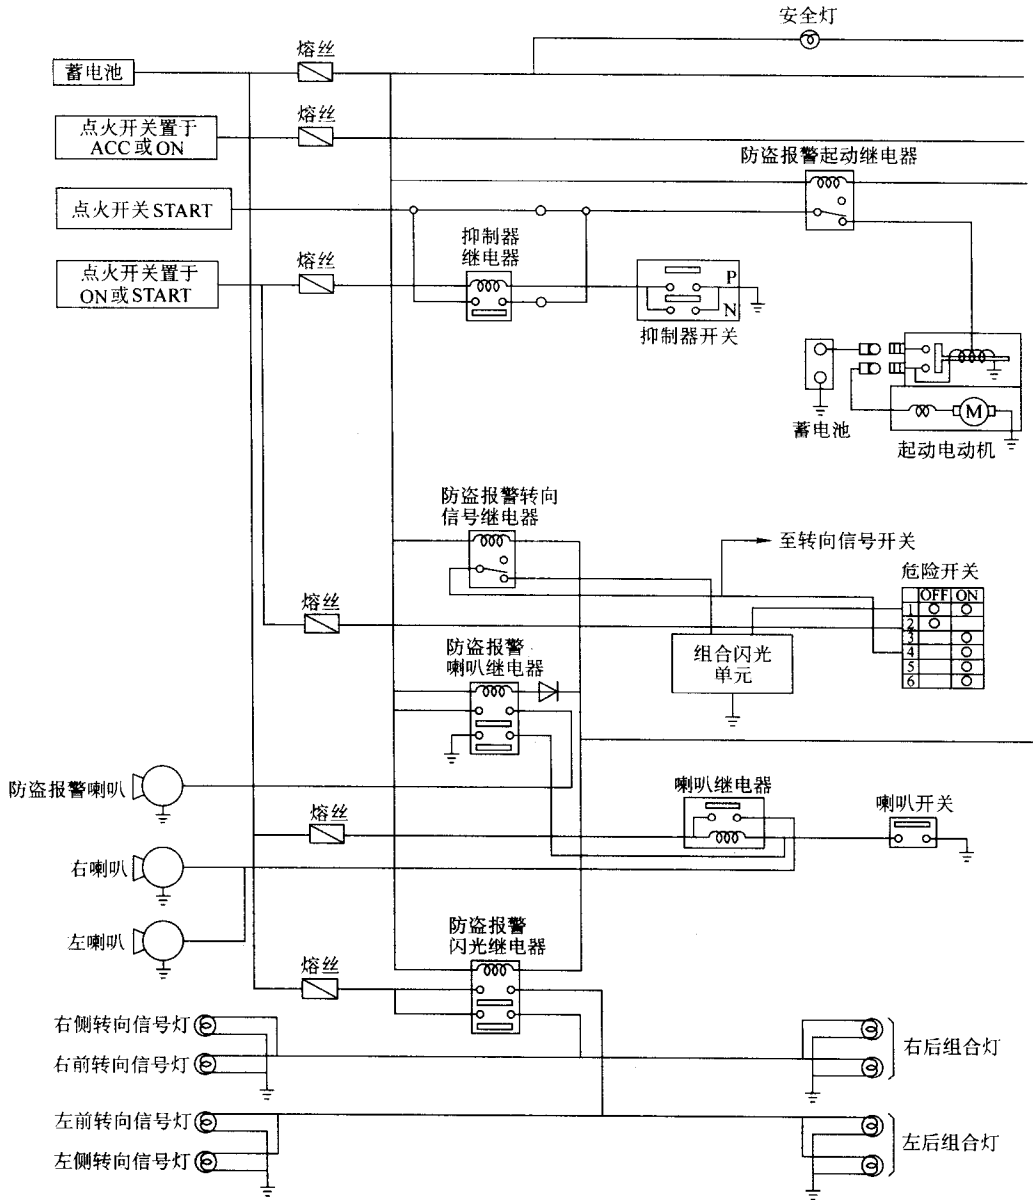 安全灯
熔丝
蓄电池
熔丝
点火开关置于
ACC或ON
防盗报警起动继电器
点火开关START
抑制器
继电器
熔丝
点火开关置于
ON或START
P
N
抑制器开关
蓄电池
M
起动电动机
防盗报警转向
信号继电器
至转向信号开关
危险开关
OFF ON
1
2
3
4
5
6
熔丝
组合闪光
单元
防盗报警
喇叭继电器
防盗报警喇叭
喇叭继电器
喇叭开关
熔丝
右喇叭
左喇叭
防盗报警
闪光继电器
熔丝
右侧转向信号灯
右前转向信号灯
右后组合灯
左前转向信号灯
左侧转向信号灯
左后组合灯